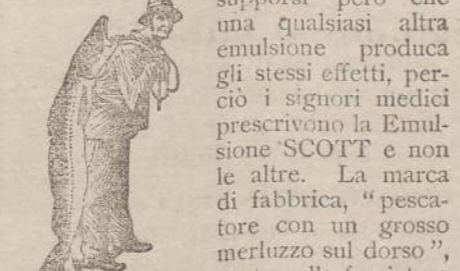 supporsi però che
una qualsiasi altra
emulsione produca
gli stessi effetti, per-
ciò i signori medici
prescrivono la Emul-
sione SCOTT e non
le altre. La marca
di fabbrica, “ pesca-
tore con un grosso
merluzzo sul dorso ”,